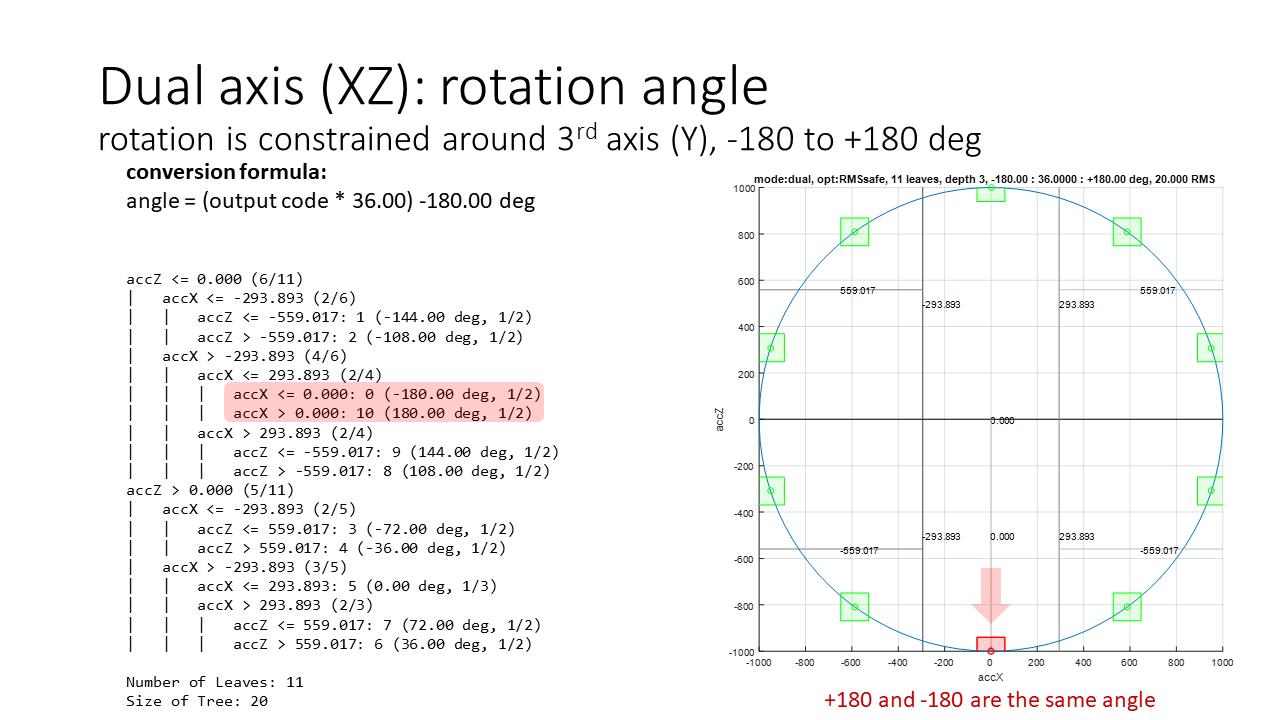 Dual axis (XZ): rotation angle
rotation is constrained around 3rd axis (Y), -180 to +180 deg
conversion formula:
angle = (output code * 36.00) -180.00 deg
accZ <= 0.000 (6/11)
| accX <= -293.893 (2/6)
| | accZ <= -559.017: 1 (-144.00 deg, 1/2)
| | accZ > -559.017: 2 (-108.00 deg, 1/2)
| accX > -293.893 (4/6)
| | accX <= 293.893 (2/4)
| | | accX <= 0.000: 0 (-180.00 deg, 1/2)
| | | accX > 0.000: 10 (180.00 deg, 1/2)
| | accX > 293.893 (2/4)
| | | accZ <= -559.017: 9 (144.00 deg, 1/2)
| | | accZ > -559.017: 8 (108.00 deg, 1/2)
accZ > 0.000 (5/11)
| accX <= -293.893 (2/5)
| | accZ <= 559.017: 3 (-72.00 deg, 1/2)
| | accZ > 559.017: 4 (-36.00 deg, 1/2)
| accX > -293.893 (3/5)
| | accX <= 293.893: 5 (0.00 deg, 1/3)
| | accX > 293.893 (2/3)
| | | accZ <= 559.017: 7 (72.00 deg, 1/2)
| | | accZ > 559.017: 6 (36.00 deg, 1/2)
Number of Leaves: 11
Size of Tree: 20
mode:dual, opt:RMSsafe, 11 leaves, depth 3, -180.00 : 36.0000 : +180.00 deg, 20.000 RMS
1000
800
600
559.017 559.017
-293.893 293.893
400
200
accZ
0 0.000
-200
-400
-293.893 0.000 293.893
-559.017 -559.017
-600
-800
-1000
-1000 -800 -600 -400 -200 0 200 400 600 800 1000
accX
+180 and -180 are the same angle